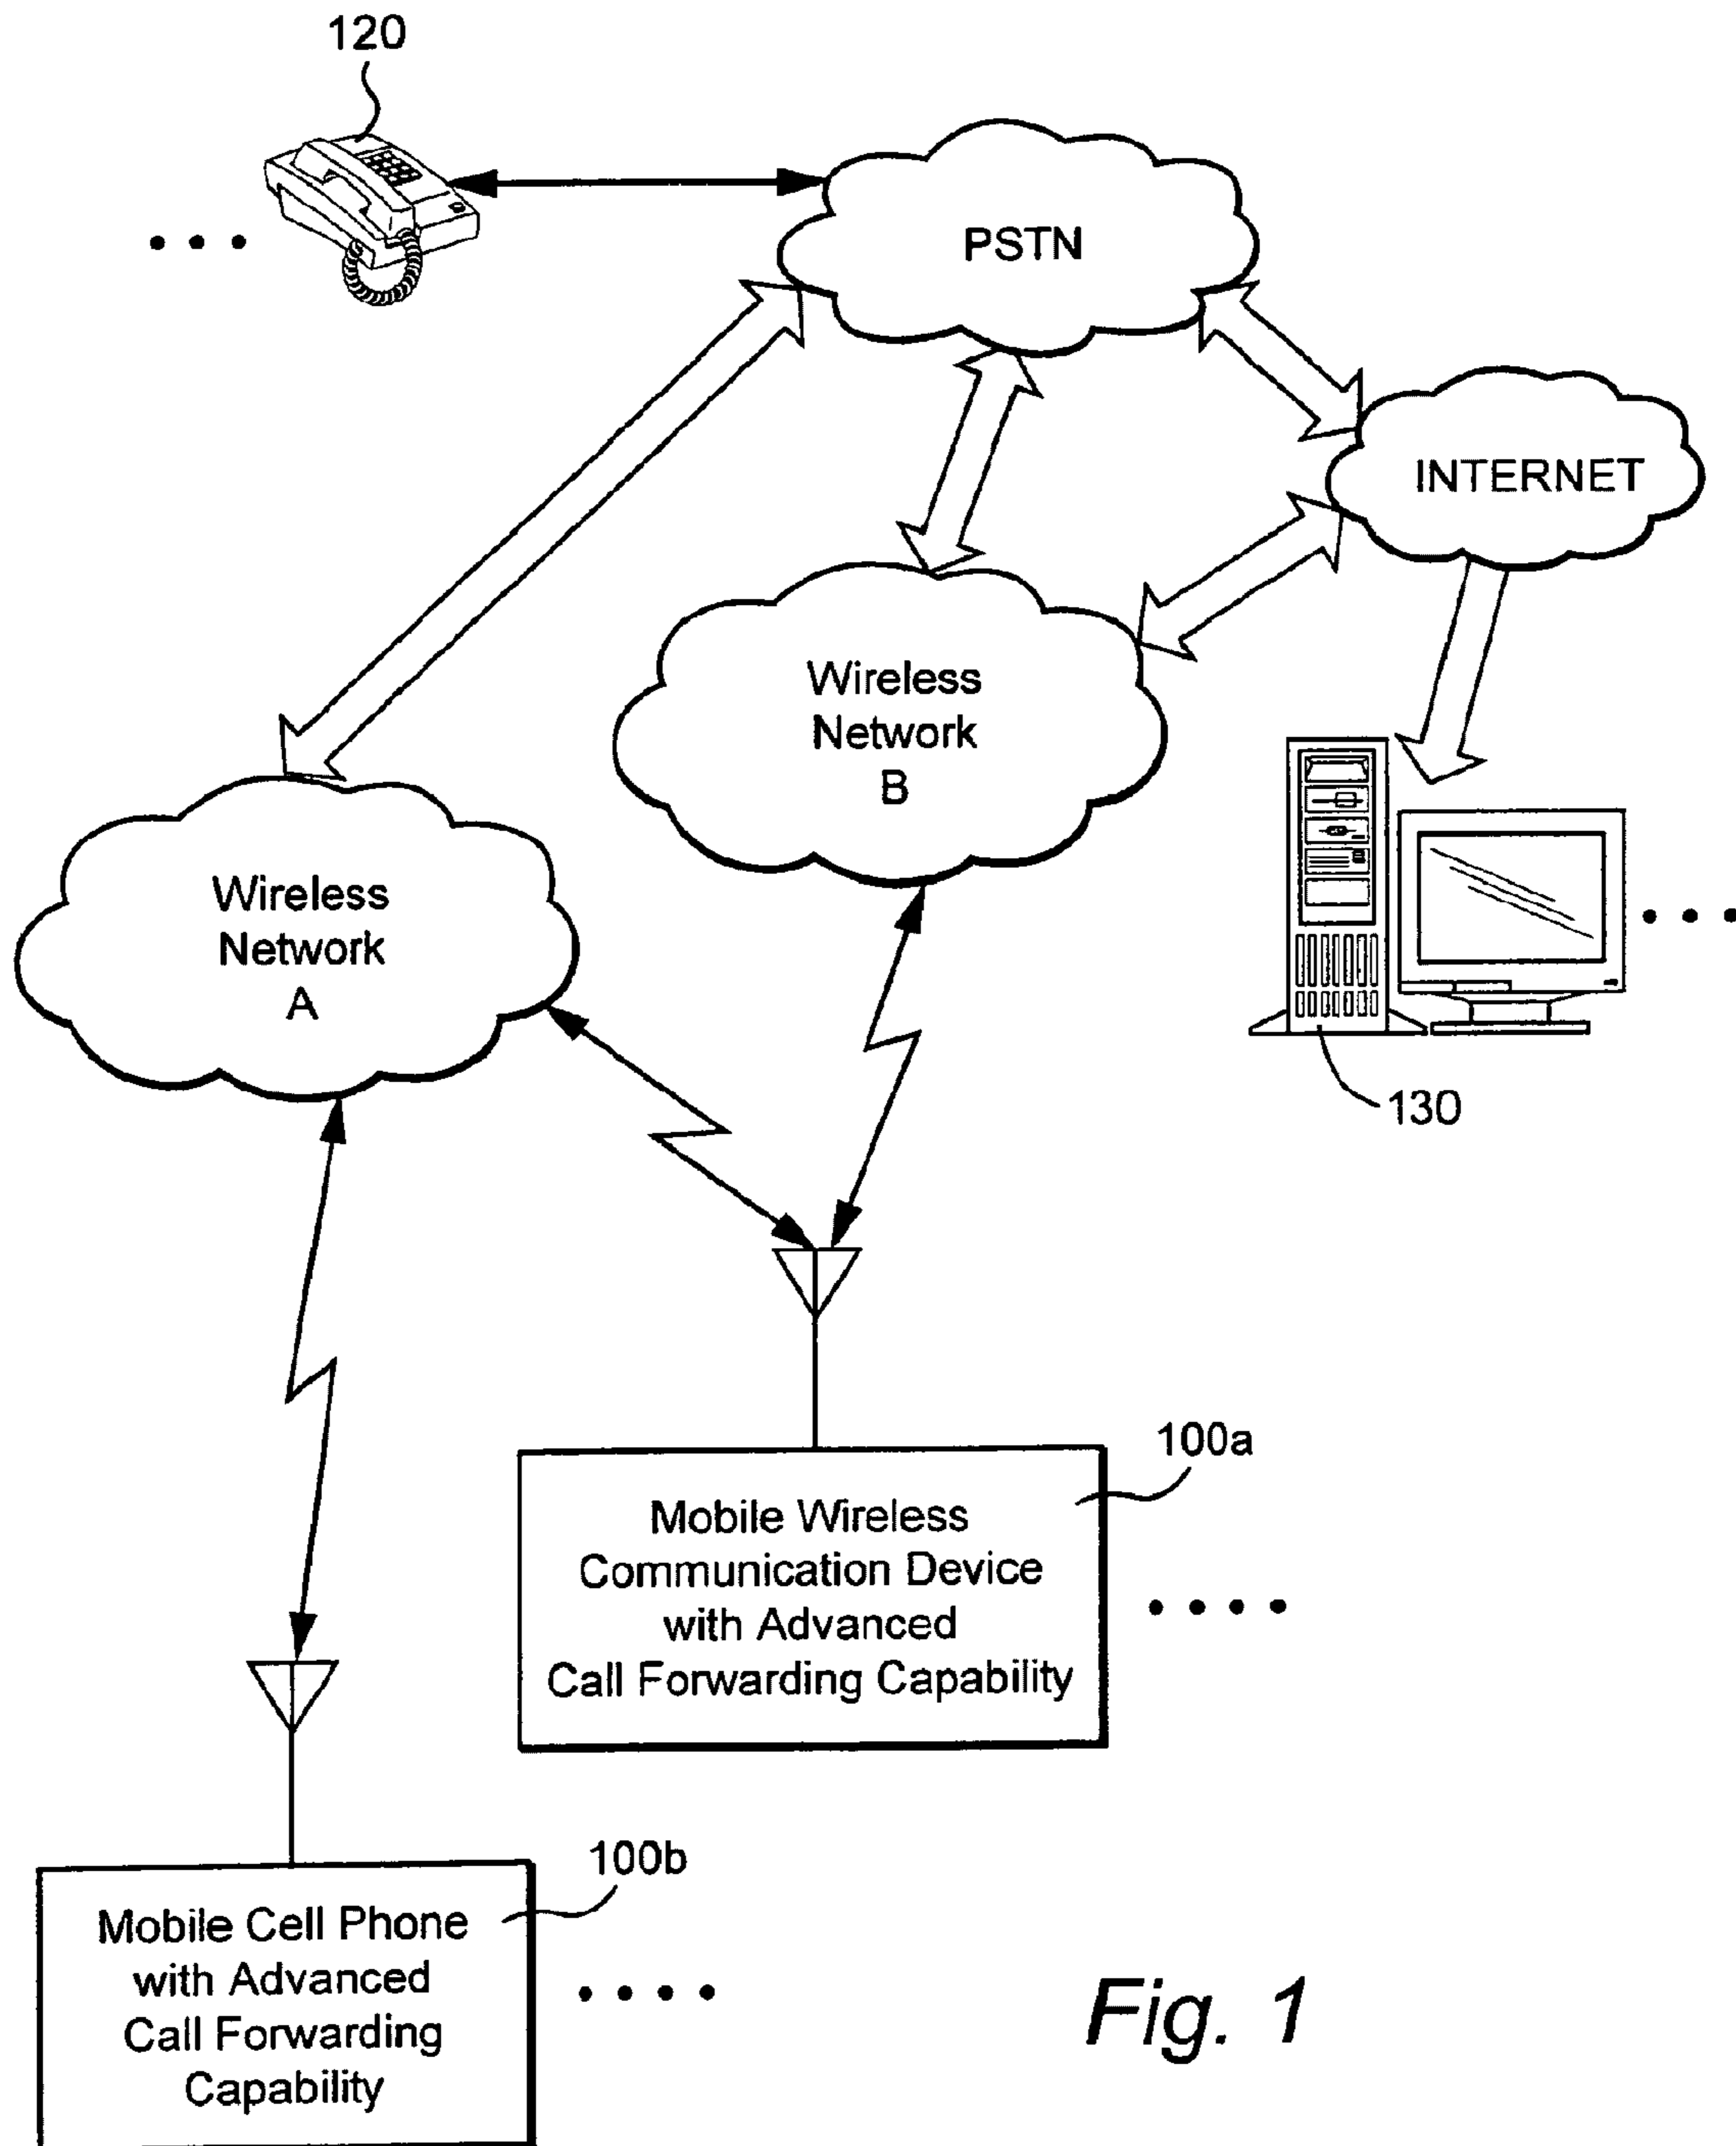 120
PSTN
INTERNET
Wireless
Network
B
Wireless
Network
A
130
100a
Mobile Wireless
Communication Device
with Advanced
Call Forwarding Capability
100b
Mobile Cell Phone
with Advanced
Call Forwarding
Capability
Fig. 1